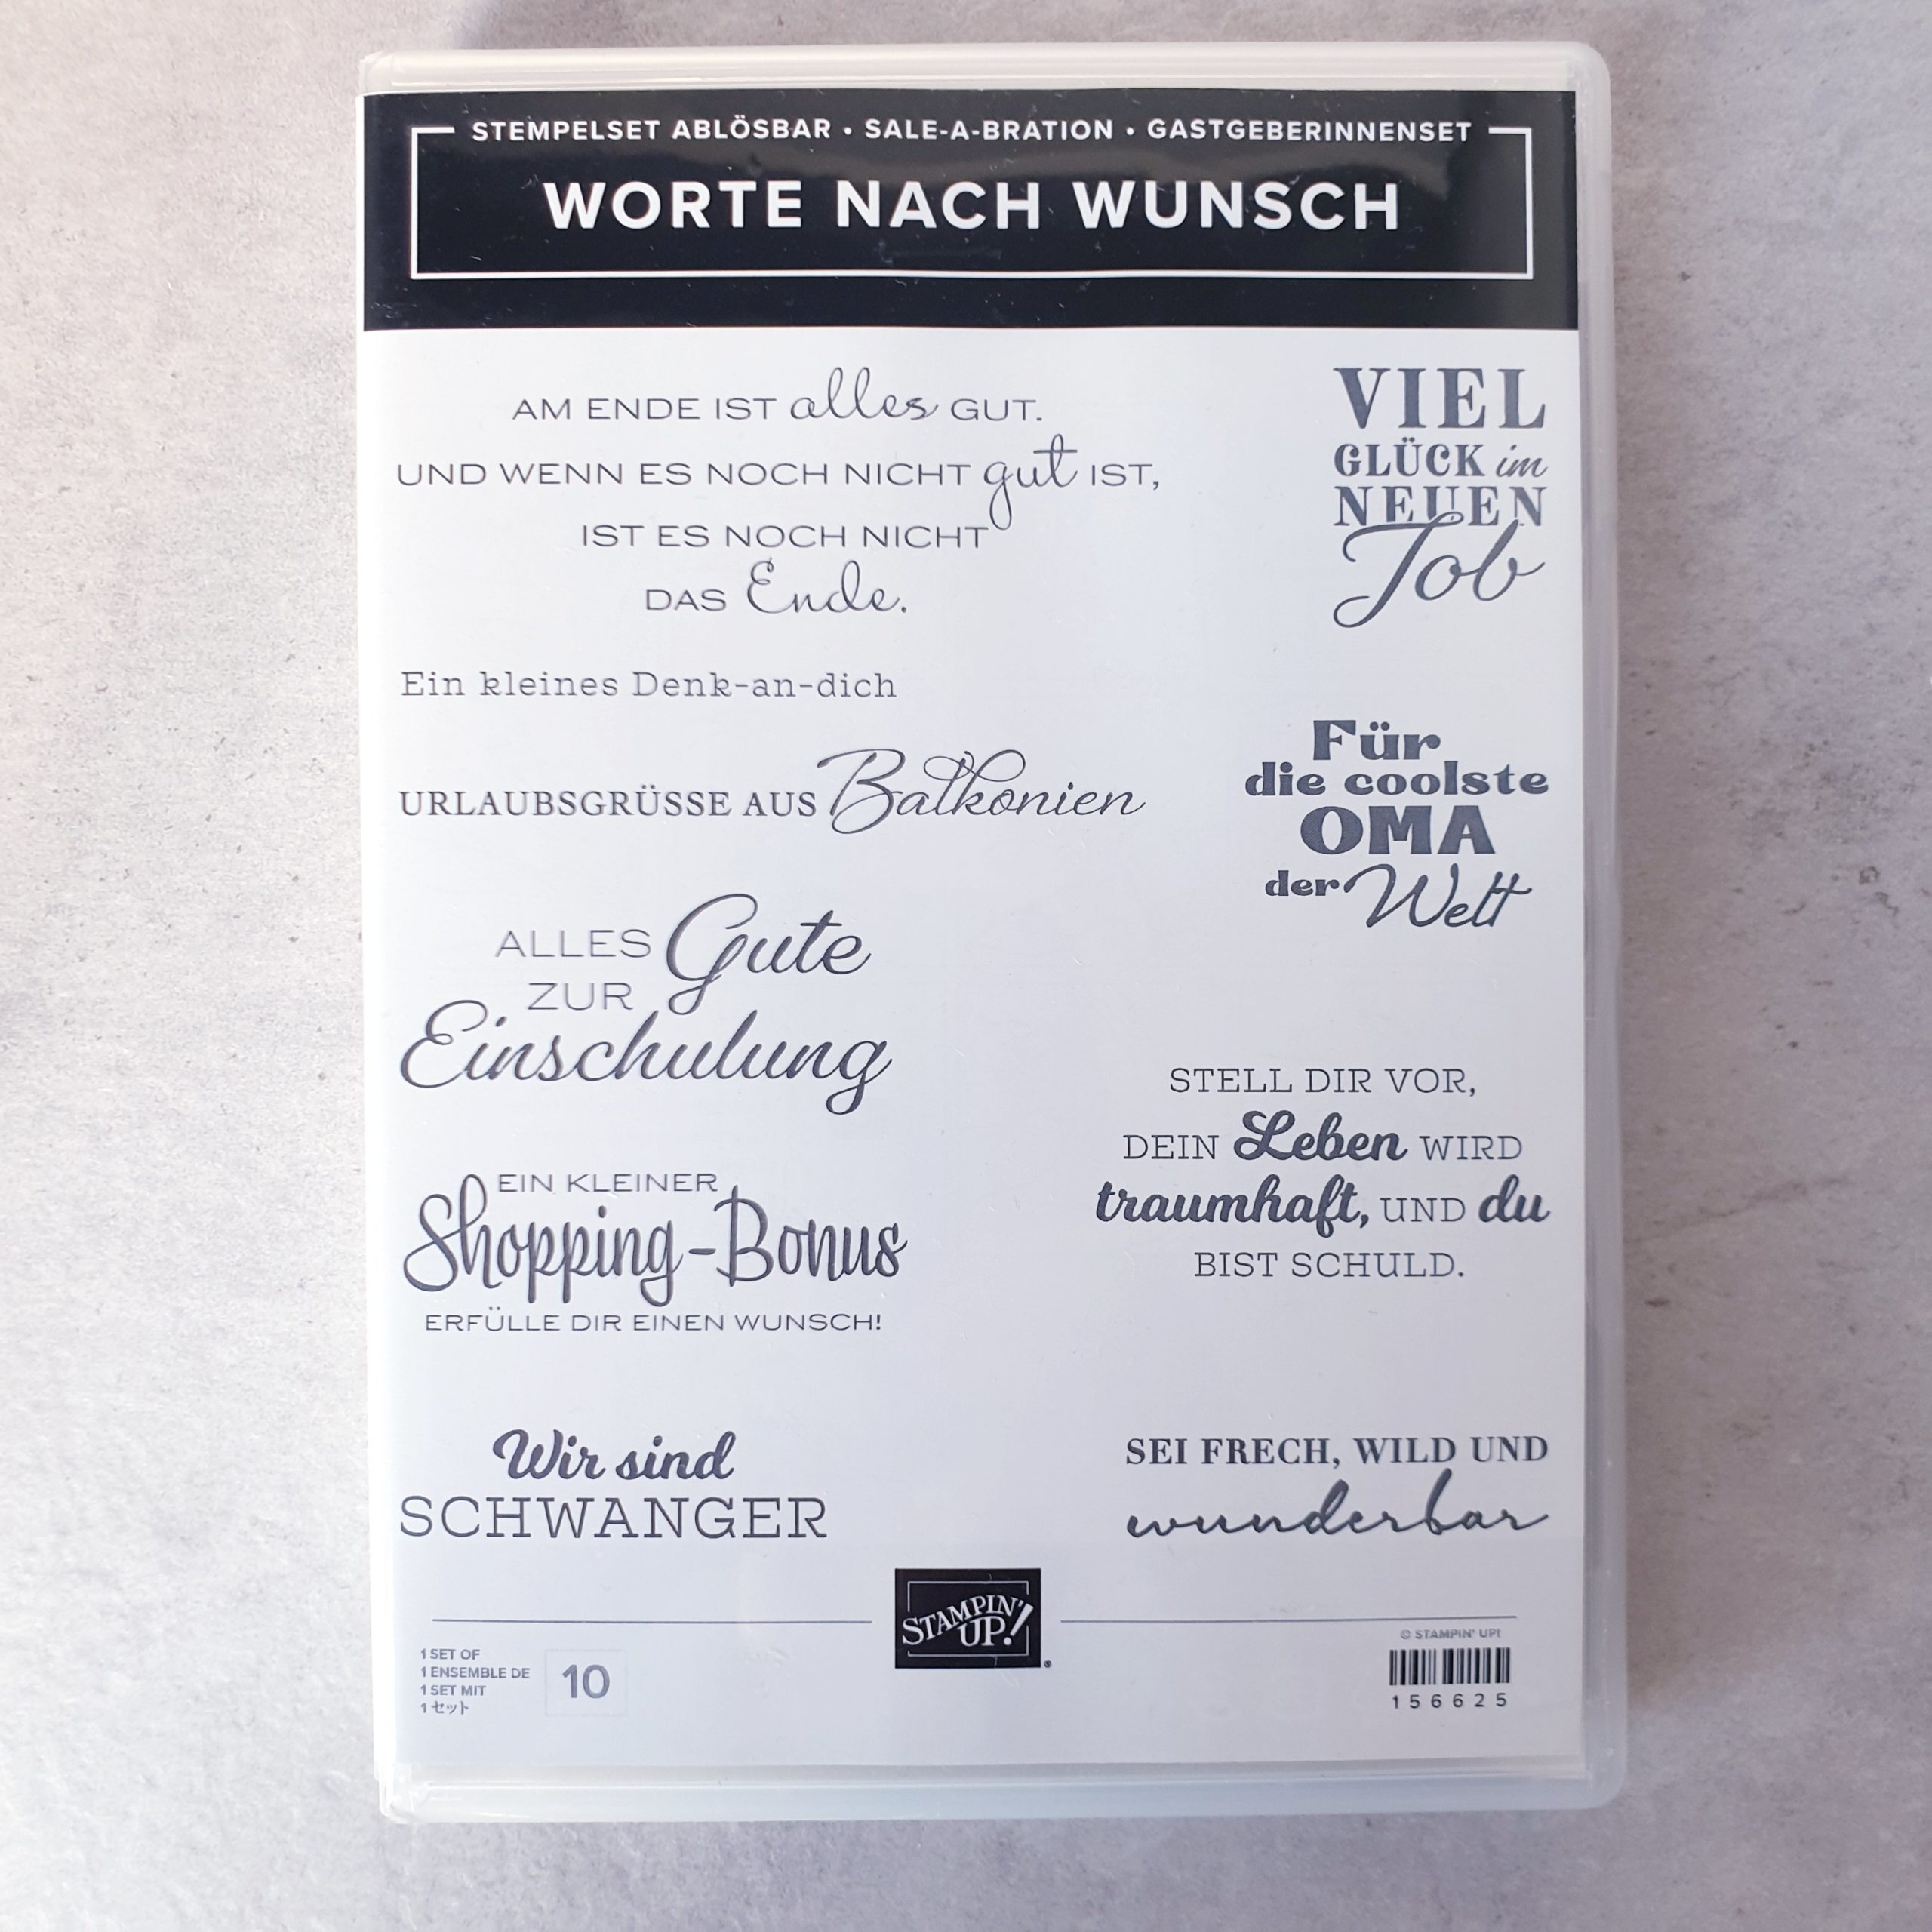 STEMPELSET ABLÖSBAR • SALE-A-BRATION • GASTGEBERINNENSET
WORTE NACH WUNSCH
AM ENDE IST alles GUT.
UND WENN ES NOCH NICHT gut IST,
IST ES NOCH NICHT
DAS Ende.
VIEL
GLÜCK im
NEUEN
Job
Ein kleines Denk-an-dich
URLAUBSGRÜSSE AUS Balkonien
Für
die coolste
OMA
der Welt
ALLES Gute
ZUR
Einschulung
STELL DIR VOR,
DEIN Leben WIRD
traumhaft, UND du
BIST SCHULD.
EIN KLEINER
Shopping-Bonus
ERFÜLLE DIR EINEN WUNSCH!
Wir sind
SCHWANGER
SEI FRECH, WILD UND
wunderbar
STAMPIN'
UP!
®
1 SET OF
1 ENSEMBLE DE
1 SET MIT
1 セット
10
© STAMPIN' UP!
156625